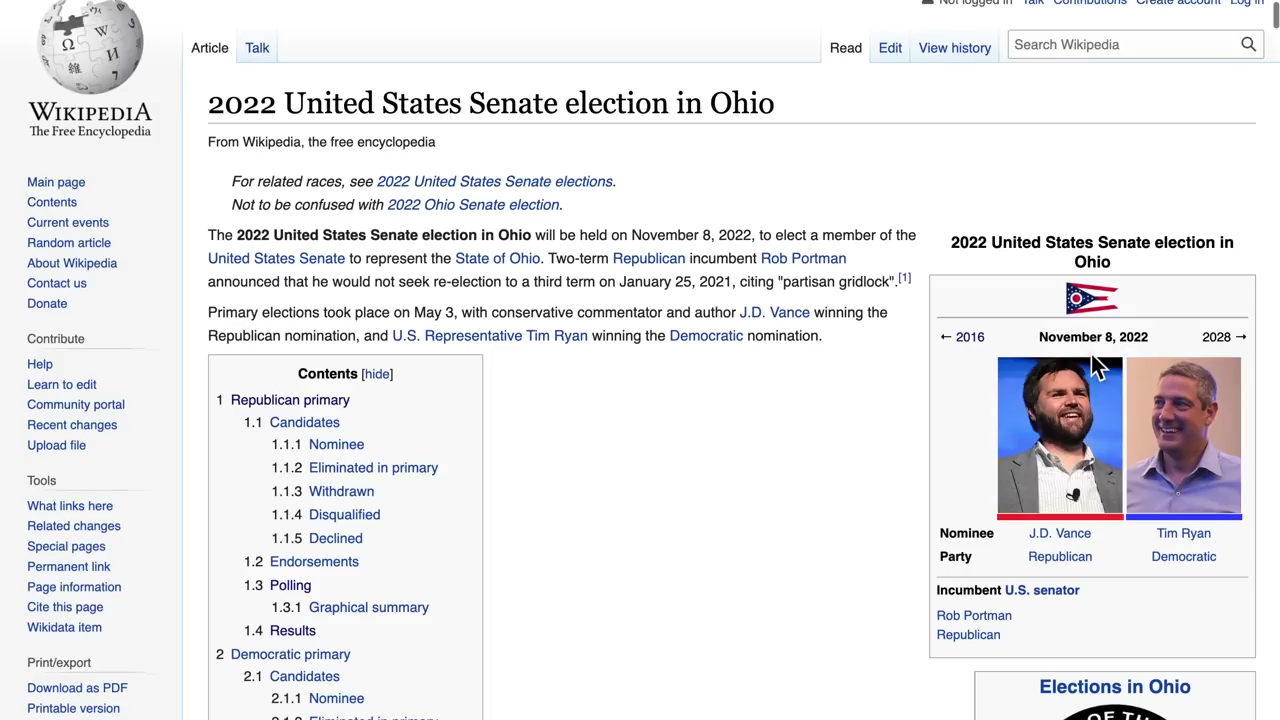 Not logged in Talk Contributions Create account Log in
Article Talk Read Edit View history Search Wikipedia
Ω W И 維
WIKIPEDIA
The Free Encyclopedia
Main page
Contents
Current events
Random article
About Wikipedia
Contact us
Donate
Contribute
Help
Learn to edit
Community portal
Recent changes
Upload file
Tools
What links here
Related changes
Special pages
Permanent link
Page information
Cite this page
Wikidata item
Print/export
Download as PDF
Printable version
2022 United States Senate election in Ohio
From Wikipedia, the free encyclopedia
For related races, see 2022 United States Senate elections.
Not to be confused with 2022 Ohio Senate election.
The 2022 United States Senate election in Ohio will be held on November 8, 2022, to elect a member of the
United States Senate to represent the State of Ohio. Two-term Republican incumbent Rob Portman
announced that he would not seek re-election to a third term on January 25, 2021, citing "partisan gridlock".[1]
Primary elections took place on May 3, with conservative commentator and author J.D. Vance winning the
Republican nomination, and U.S. Representative Tim Ryan winning the Democratic nomination.
Contents [hide]
1 Republican primary
1.1 Candidates
1.1.1 Nominee
1.1.2 Eliminated in primary
1.1.3 Withdrawn
1.1.4 Disqualified
1.1.5 Declined
1.2 Endorsements
1.3 Polling
1.3.1 Graphical summary
1.4 Results
2 Democratic primary
2.1 Candidates
2.1.1 Nominee
2.1.2 Eliminated in primary
2022 United States Senate election in
Ohio
← 2016 November 8, 2022 2028 →
Nominee J.D. Vance Tim Ryan
Party Republican Democratic
Incumbent U.S. senator
Rob Portman
Republican
Elections in Ohio
OF TH